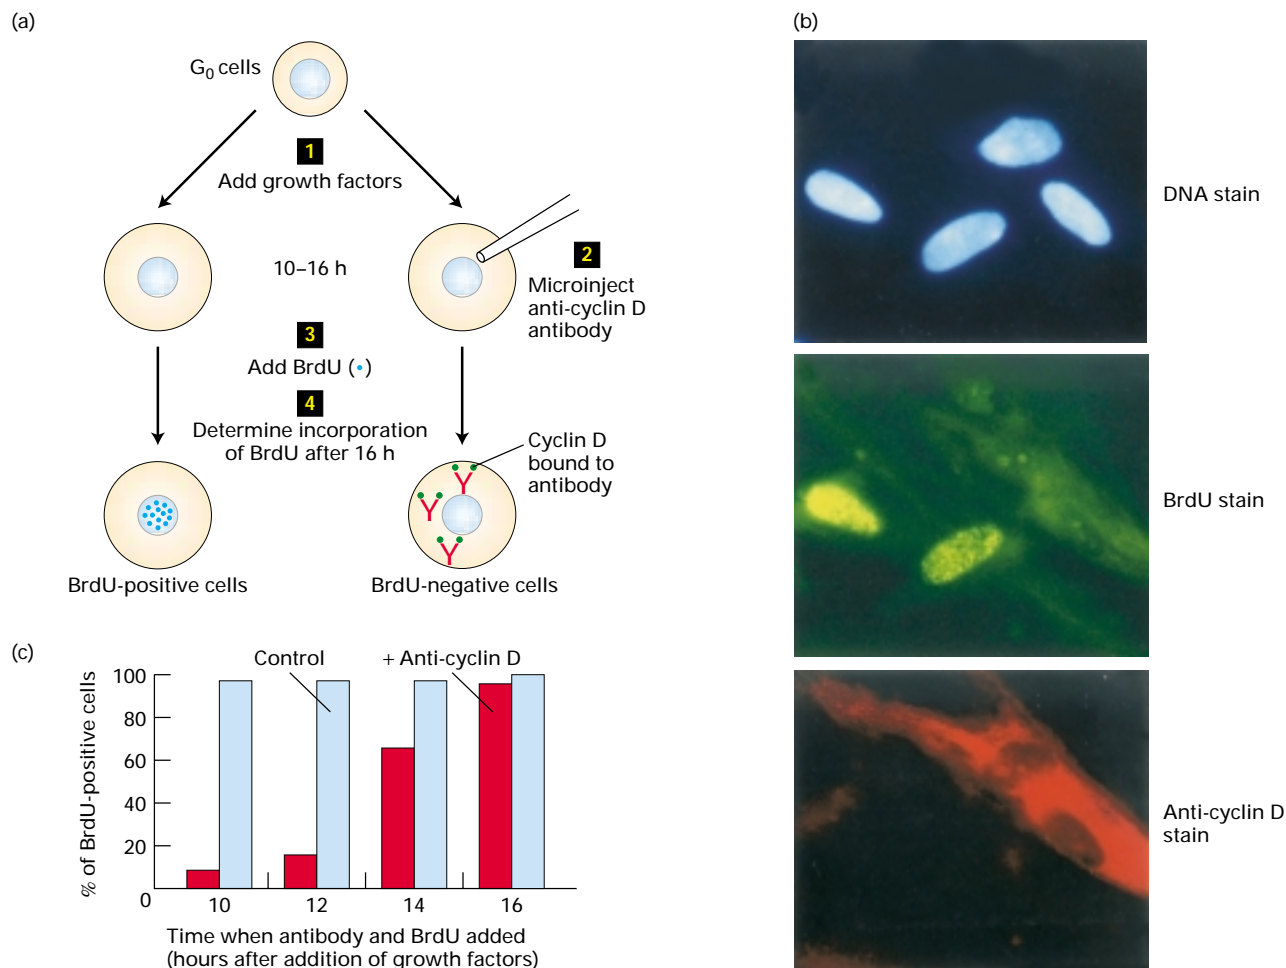 (a)
G0 cells
1
Add growth factors
10–16 h
2
Microinject
anti-cyclin D
antibody
3
Add BrdU (•)
4
Determine incorporation
of BrdU after 16 h
Cyclin D
bound to
antibody
BrdU-positive cells
BrdU-negative cells
(b)
DNA stain
BrdU stain
Anti-cyclin D
stain
(c)
Control
+ Anti-cyclin D
% of BrdU-positive cells
100
80
60
40
20
0
10
12
14
16
Time when antibody and BrdU added
(hours after addition of growth factors)